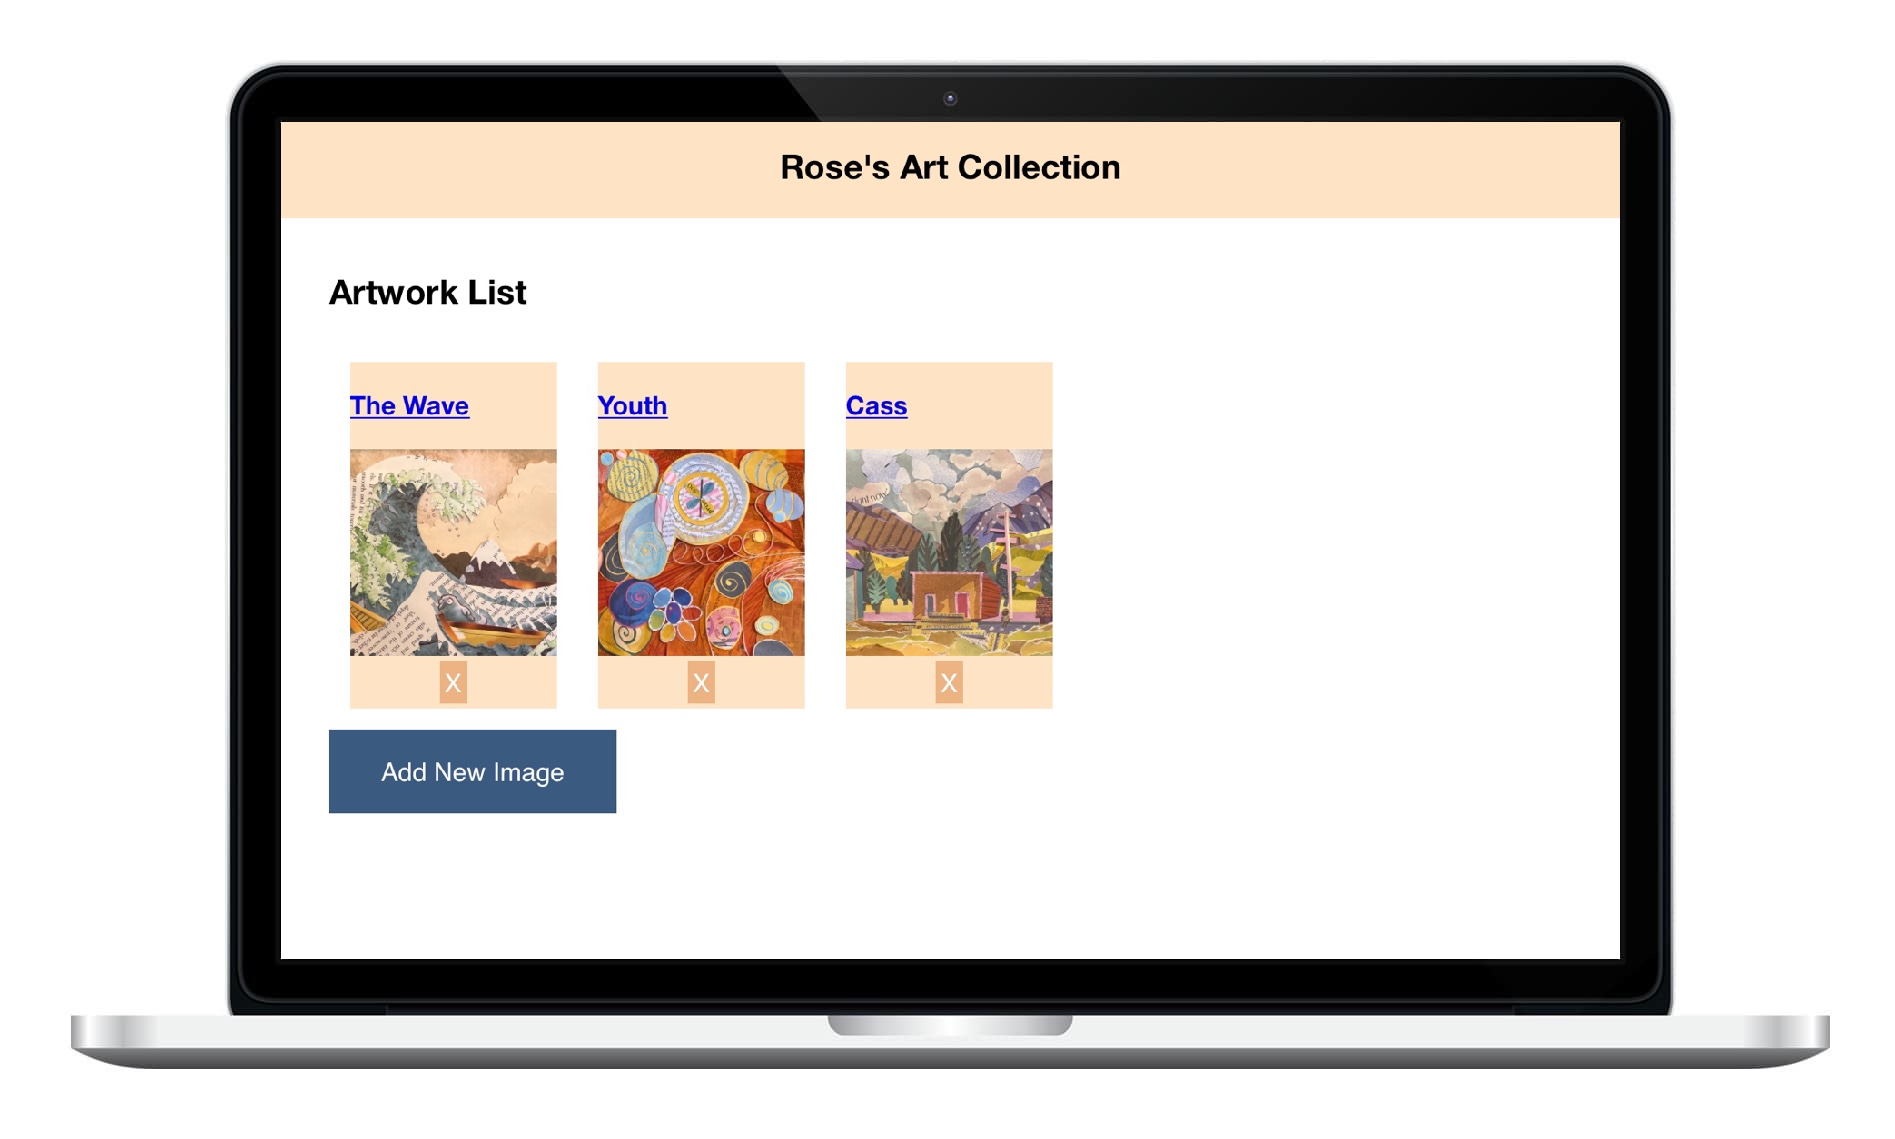 Rose's Art Collection
Artwork List
The Wave
Youth
Cass
X
X
X
Add New Image